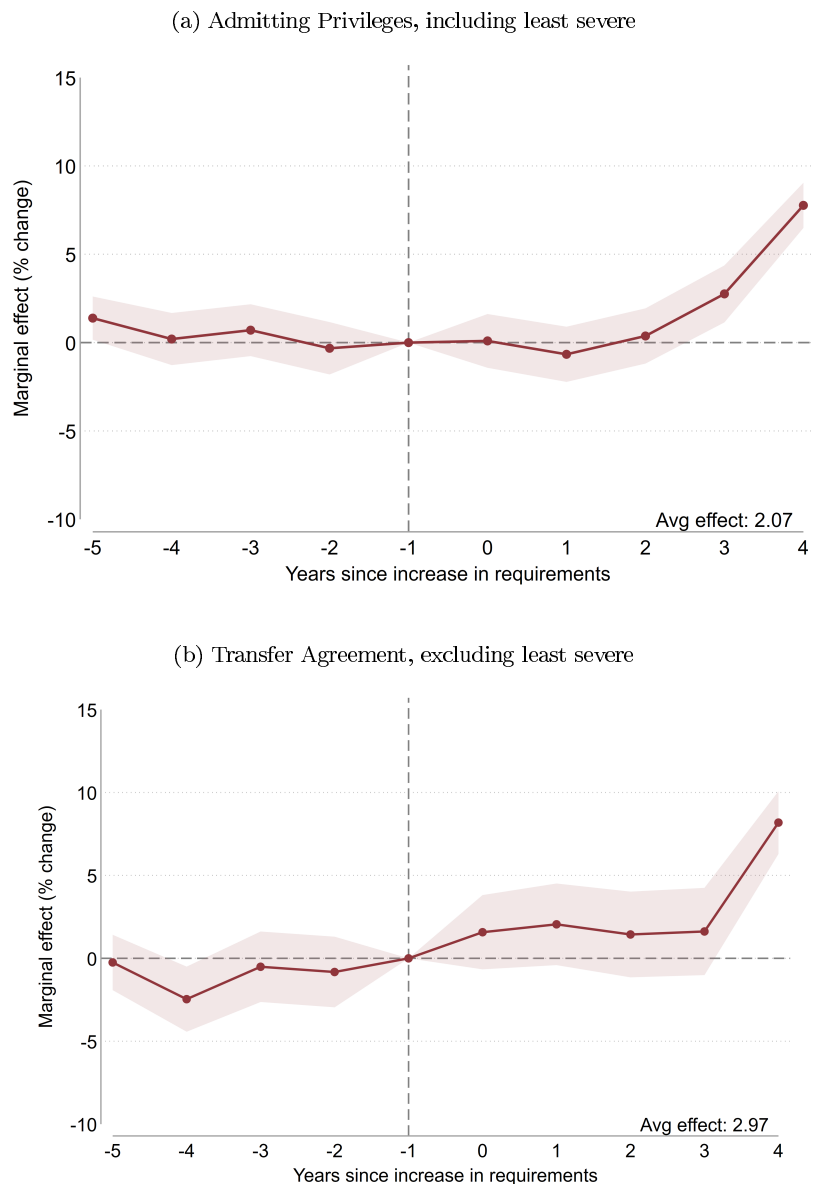 (a) Admitting Privileges, including least severe
15
10
5
0
-5
-10
Marginal effect (% change)
Avg effect: 2.07
-5 -4 -3 -2 -1 0 1 2 3 4
Years since increase in requirements
(b) Transfer Agreement, excluding least severe
15
10
5
0
-5
-10
Marginal effect (% change)
Avg effect: 2.97
-5 -4 -3 -2 -1 0 1 2 3 4
Years since increase in requirements